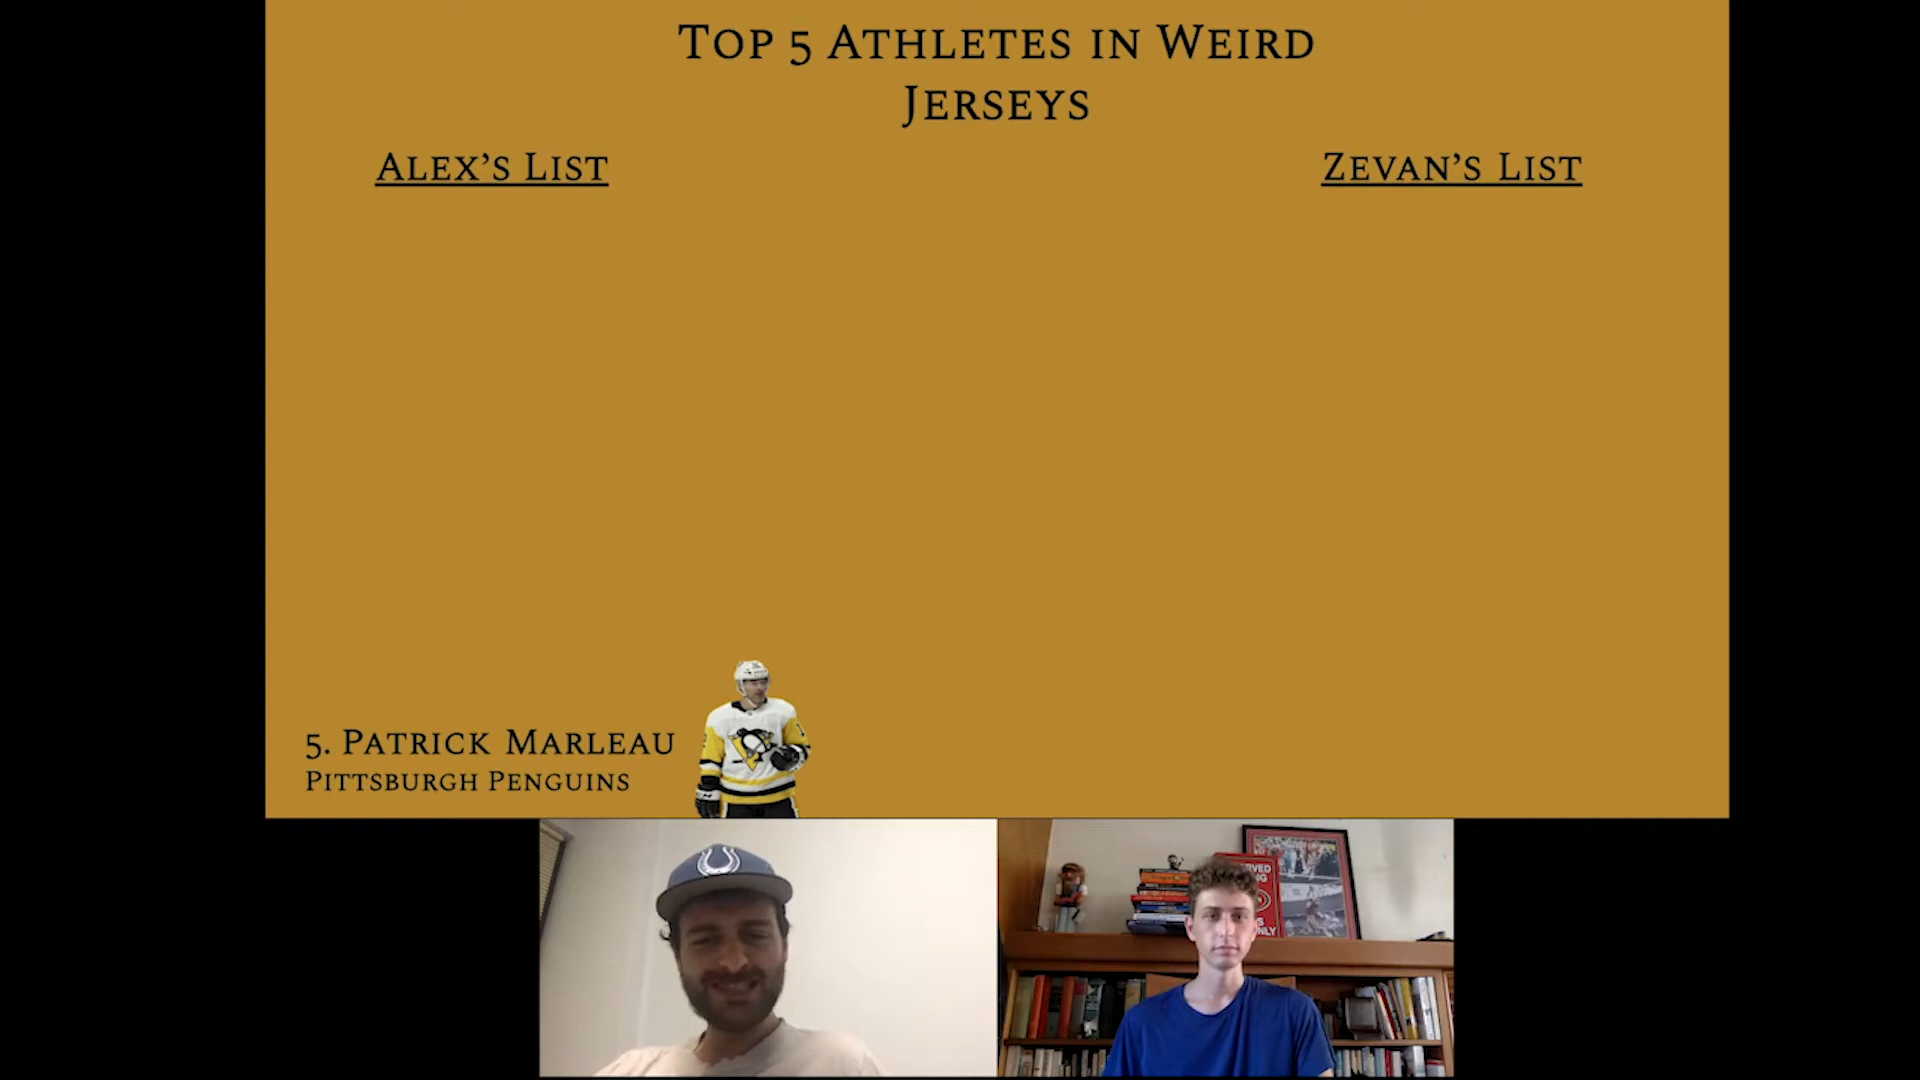 Top 5 Athletes in Weird
Jerseys
Alex's List
Zevan's List
5. Patrick Marleau
Pittsburgh Penguins